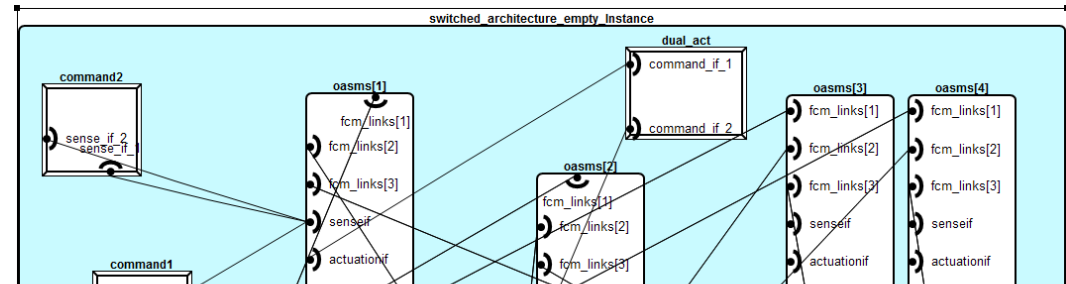 switched_architecture_empty_Instance
dual_act
command_if_1
command_if_2
command2
sense_if_2
sense_if_1
oasms[1]
fcm_links[1]
fcm_links[2]
fcm_links[3]
senseif
actuationif
oasms[2]
fcm_links[1]
fcm_links[2]
fcm_links[3]
oasms[3]
fcm_links[1]
fcm_links[2]
fcm_links[3]
senseif
actuationif
oasms[4]
fcm_links[1]
fcm_links[2]
fcm_links[3]
senseif
actuationif
command1